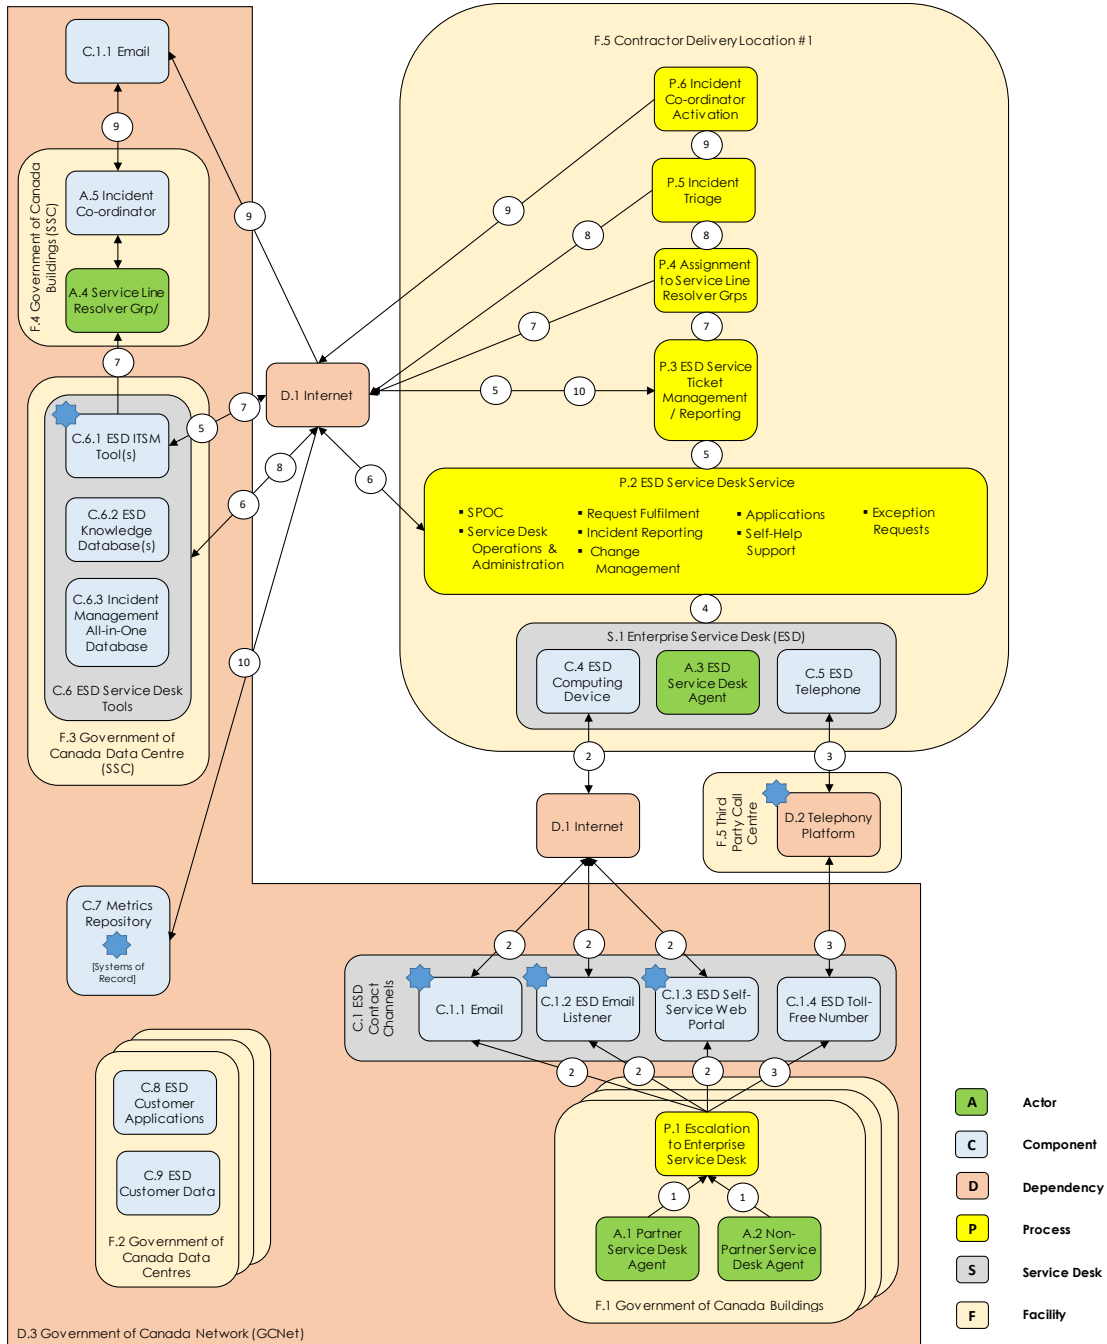 C.1.1 Email
9
F.4 Government of Canada
Buildings (SSC)
A.5 Incident
Co-ordinator
A.4 Service Line
Resolver Grp/
7
C.6.1 ESD ITSM
Tool(s)
C.6.2 ESD
Knowledge
Database(s)
C.6.3 Incident
Management
All-in-One
Database
C.6 ESD Service Desk
Tools
F.3 Government of
Canada Data Centre
(SSC)
C.7 Metrics
Repository
[Systems of
Record]
C.8 ESD
Customer
Applications
C.9 ESD
Customer Data
F.2 Government of
Canada Data
Centres
D.3 Government of Canada Network (GCNet)
9
D.1 Internet
5
7
6
8
10
6
9
8
7
5
10
F.5 Contractor Delivery Location #1
P.6 Incident
Co-ordinator
Activation
9
P.5 Incident
Triage
8
P.4 Assignment
to Service Line
Resolver Grps
7
P.3 ESD Service
Ticket
Management
/ Reporting
5
P.2 ESD Service Desk Service
▪ SPOC
▪ Service Desk
Operations &
Administration
▪ Request Fulfilment
▪ Incident Reporting
▪ Change
Management
▪ Applications
▪ Self-Help
Support
▪ Exception
Requests
4
S.1 Enterprise Service Desk (ESD)
C.4 ESD
Computing
Device
A.3 ESD
Service Desk
Agent
C.5 ESD
Telephone
2
3
D.1 Internet
F.5 Third
Party Call
Centre
D.2 Telephony
Platform
2
2
2
3
C.1 ESD
Contact
Channels
C.1.1 Email
C.1.2 ESD Email
Listener
C.1.3 ESD Self-
Service Web
Portal
C.1.4 ESD Toll-
Free Number
2
2
2
3
P.1 Escalation
to Enterprise
Service Desk
1
1
A.1 Partner
Service Desk
Agent
A.2 Non-
Partner Service
Desk Agent
F.1 Government of Canada Buildings
A Actor
C Component
D Dependency
P Process
S Service Desk
F Facility